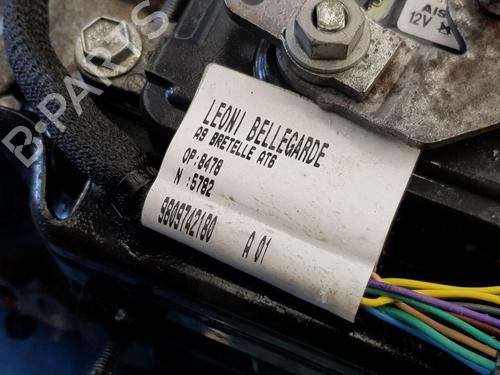 B-PARTS
AIS
12V
LEONI BELLEGARDE
A9 BRETELLE AT6
OP:8478
N :5782
9809742180 A 01